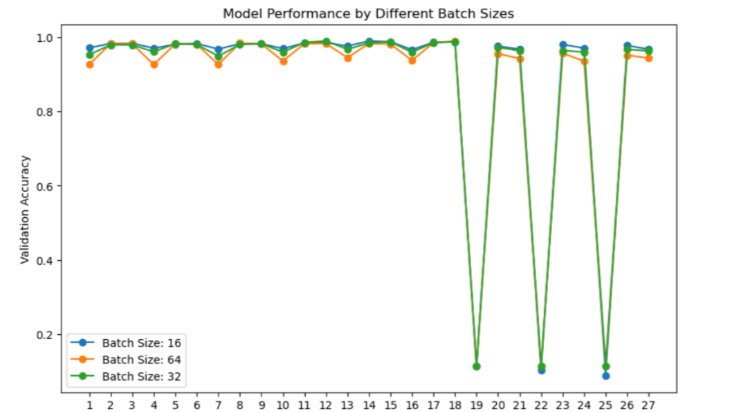 Model Performance by Different Batch Sizes
1.0
0.8
0.6
0.4
0.2
Validation Accuracy
Batch Size: 16
Batch Size: 64
Batch Size: 32
1 2 3 4 5 6 7 8 9 10 11 12 13 14 15 16 17 18 19 20 21 22 23 24 25 26 27